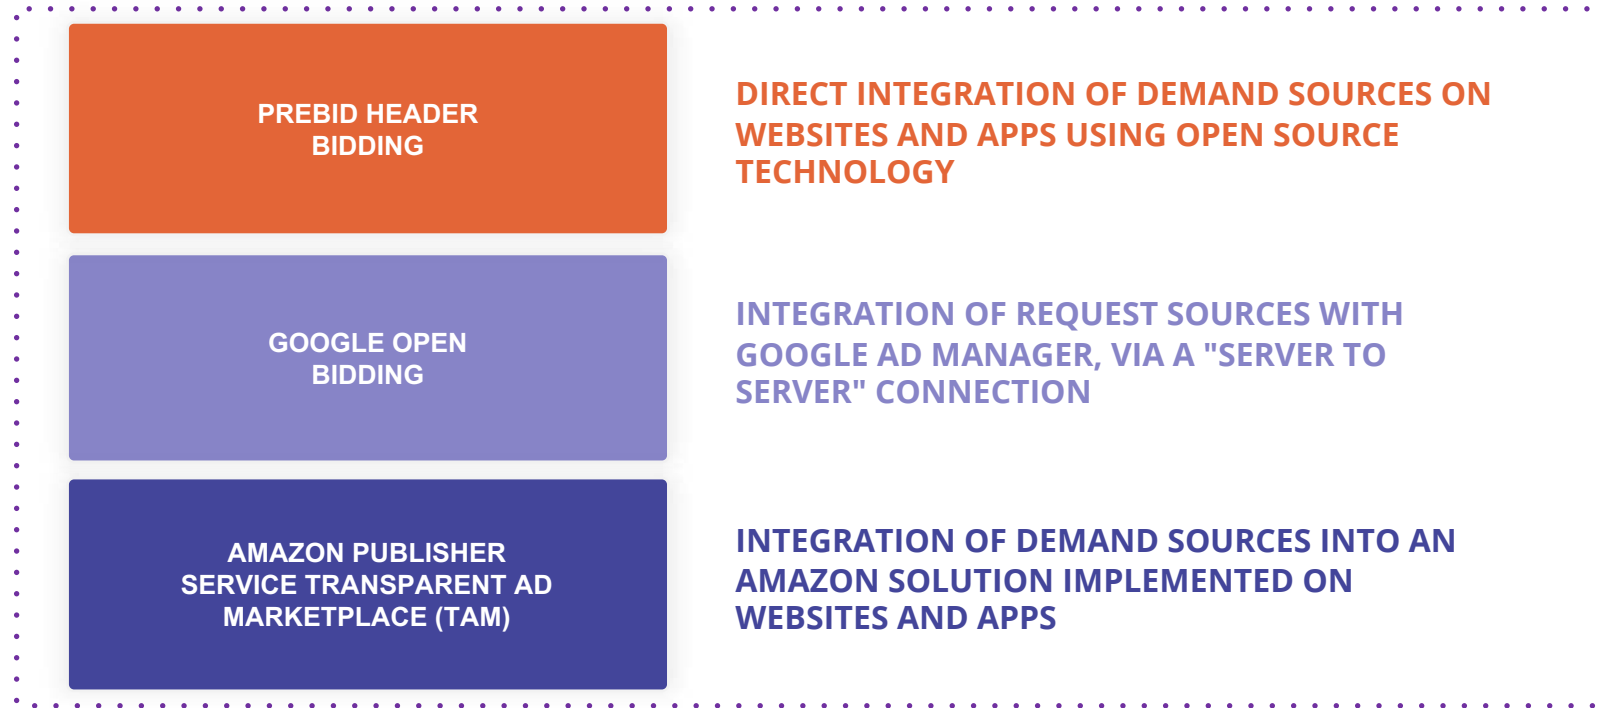 PREBID HEADER
BIDDING
DIRECT INTEGRATION OF DEMAND SOURCES ON
WEBSITES AND APPS USING OPEN SOURCE
TECHNOLOGY
GOOGLE OPEN
BIDDING
INTEGRATION OF REQUEST SOURCES WITH
GOOGLE AD MANAGER, VIA A "SERVER TO
SERVER" CONNECTION
AMAZON PUBLISHER
SERVICE TRANSPARENT AD
MARKETPLACE (TAM)
INTEGRATION OF DEMAND SOURCES INTO AN
AMAZON SOLUTION IMPLEMENTED ON
WEBSITES AND APPS